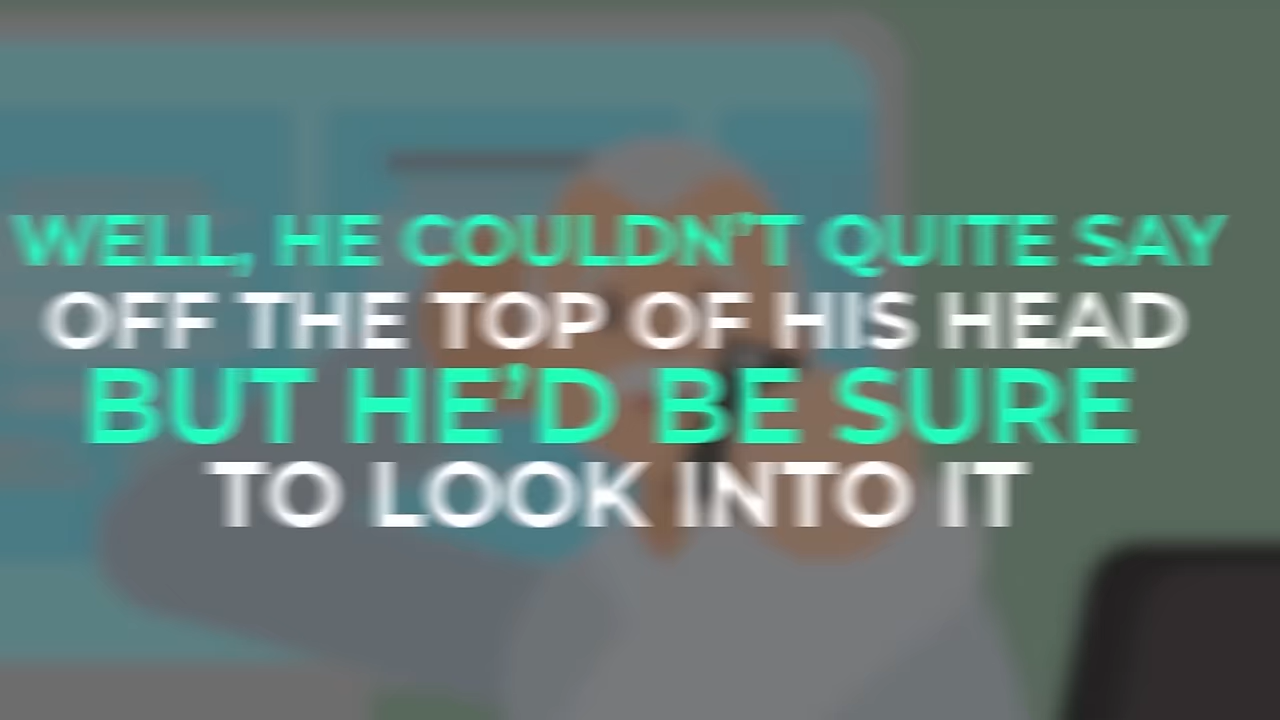 WELL, HE COULDN’T QUITE SAY
OFF THE TOP OF HIS HEAD
BUT HE’D BE SURE
TO LOOK INTO IT